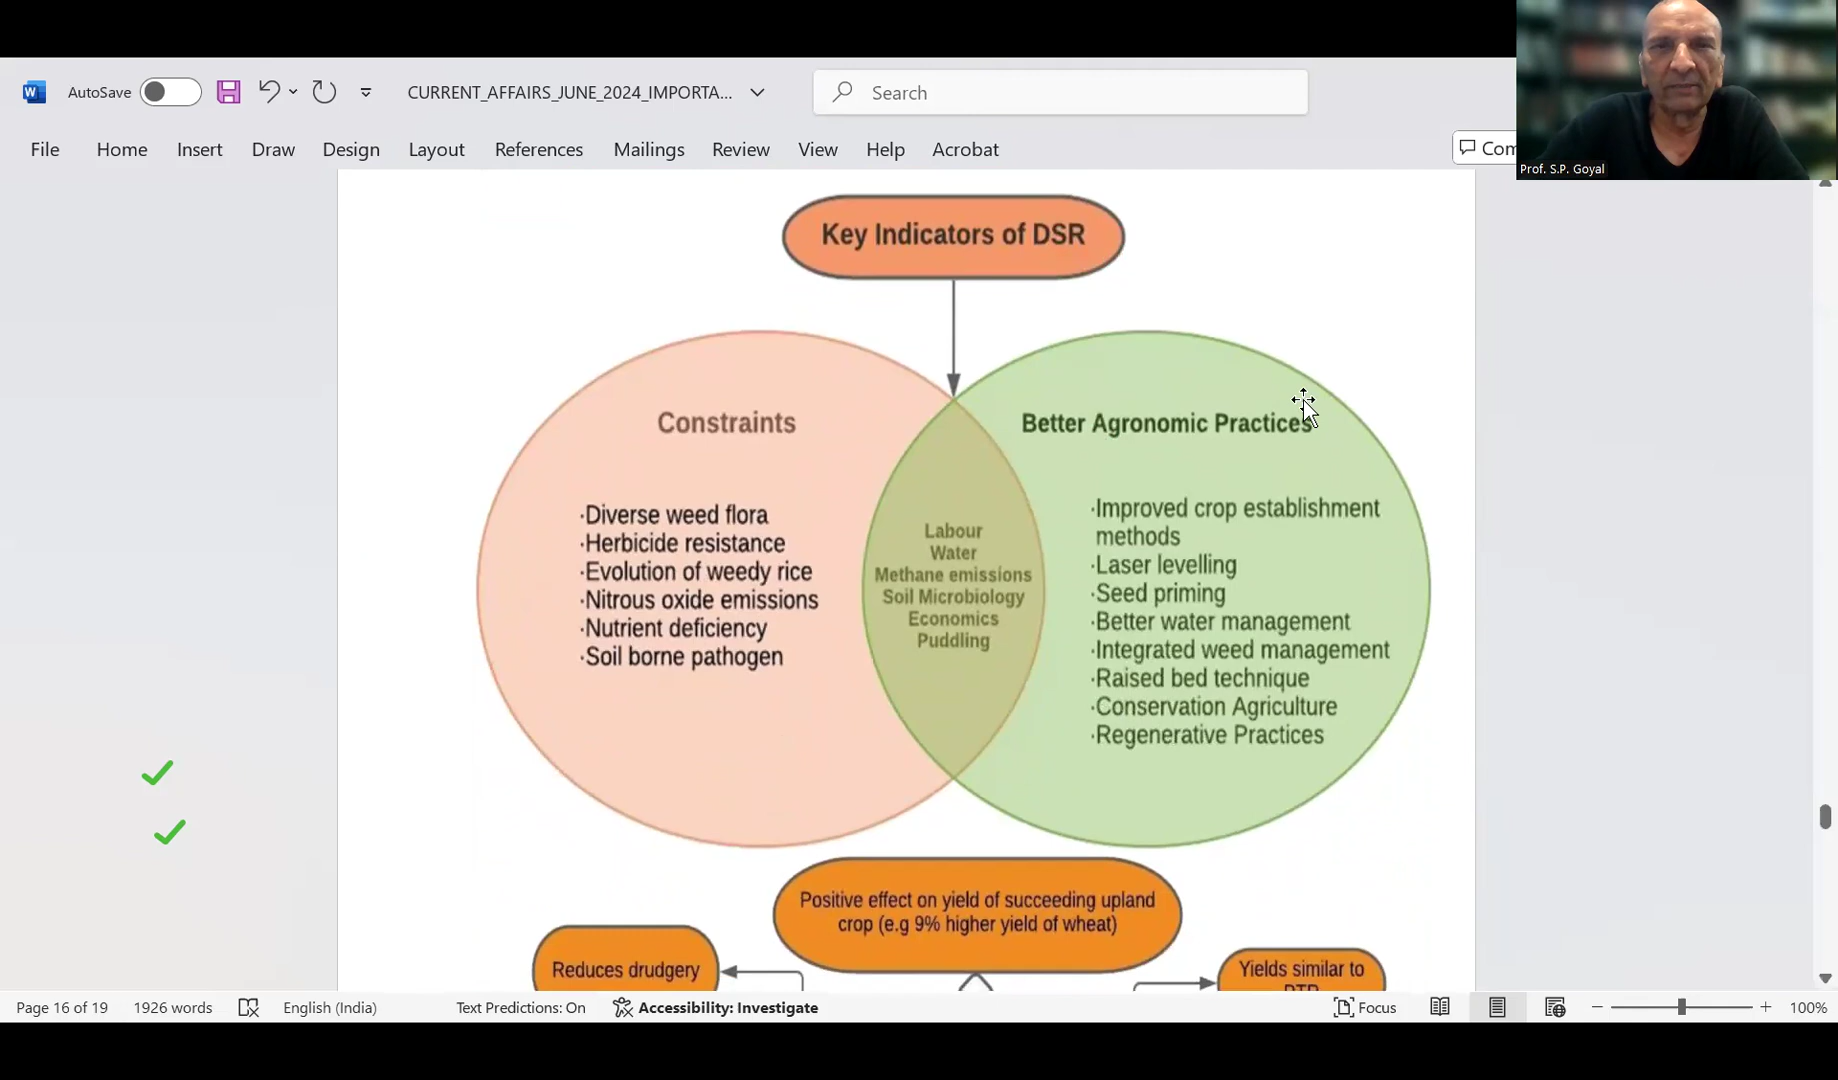 AutoSave
CURRENT_AFFAIRS_JUNE_2024_IMPORTA...
Search
File Home Insert Draw Design Layout References Mailings Review View Help Acrobat
Com
Prof. S.P. Goyal
Key Indicators of DSR
Constraints
·Diverse weed flora
·Herbicide resistance
·Evolution of weedy rice
·Nitrous oxide emissions
·Nutrient deficiency
·Soil borne pathogen
Labour
Water
Methane emissions
Soil Microbiology
Economics
Puddling
Better Agronomic Practices
·Improved crop establishment
methods
·Laser levelling
·Seed priming
·Better water management
·Integrated weed management
·Raised bed technique
·Conservation Agriculture
·Regenerative Practices
Positive effect on yield of succeeding upland
crop (e.g 9% higher yield of wheat)
Reduces drudgery
Yields similar to
Page 16 of 19 1926 words English (India) Text Predictions: On Accessibility: Investigate Focus 100%